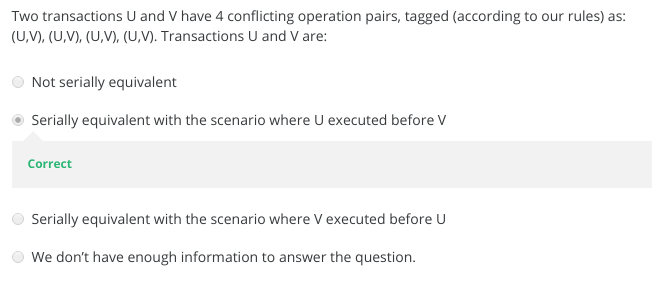 Two transactions U and V have 4 conflicting operation pairs, tagged (according to our rules) as:
(U,V), (U,V), (U,V), (U,V). Transactions U and V are:
Not serially equivalent
Serially equivalent with the scenario where U executed before V
Correct
Serially equivalent with the scenario where V executed before U
We don’t have enough information to answer the question.